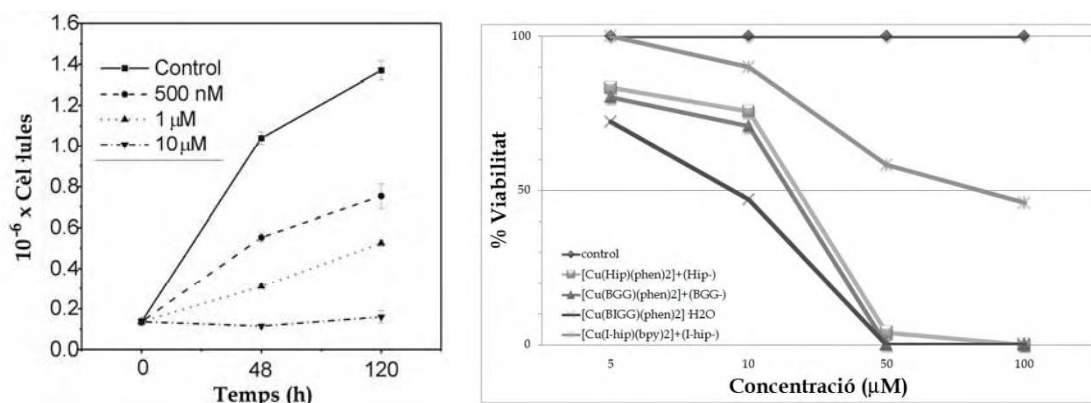 1.6
1.4
1.2
1.0
0.8
0.6
0.4
0.2
0.0
10⁻⁶ x Cèl·lules
Control
500 nM
1 µM
10 µM
0
48
120
Temps (h)
100
50
0
% Viabilitat
control
[Cu(Hip)(phen)2]+(Hip-)
[Cu(BGG)(phen)2]+(BGG-)
[Cu(BIGG)(phen)2]·H2O
[Cu(I-hip)(bpy)2]+(I-hip-)
5
10
50
100
Concentració (µM)